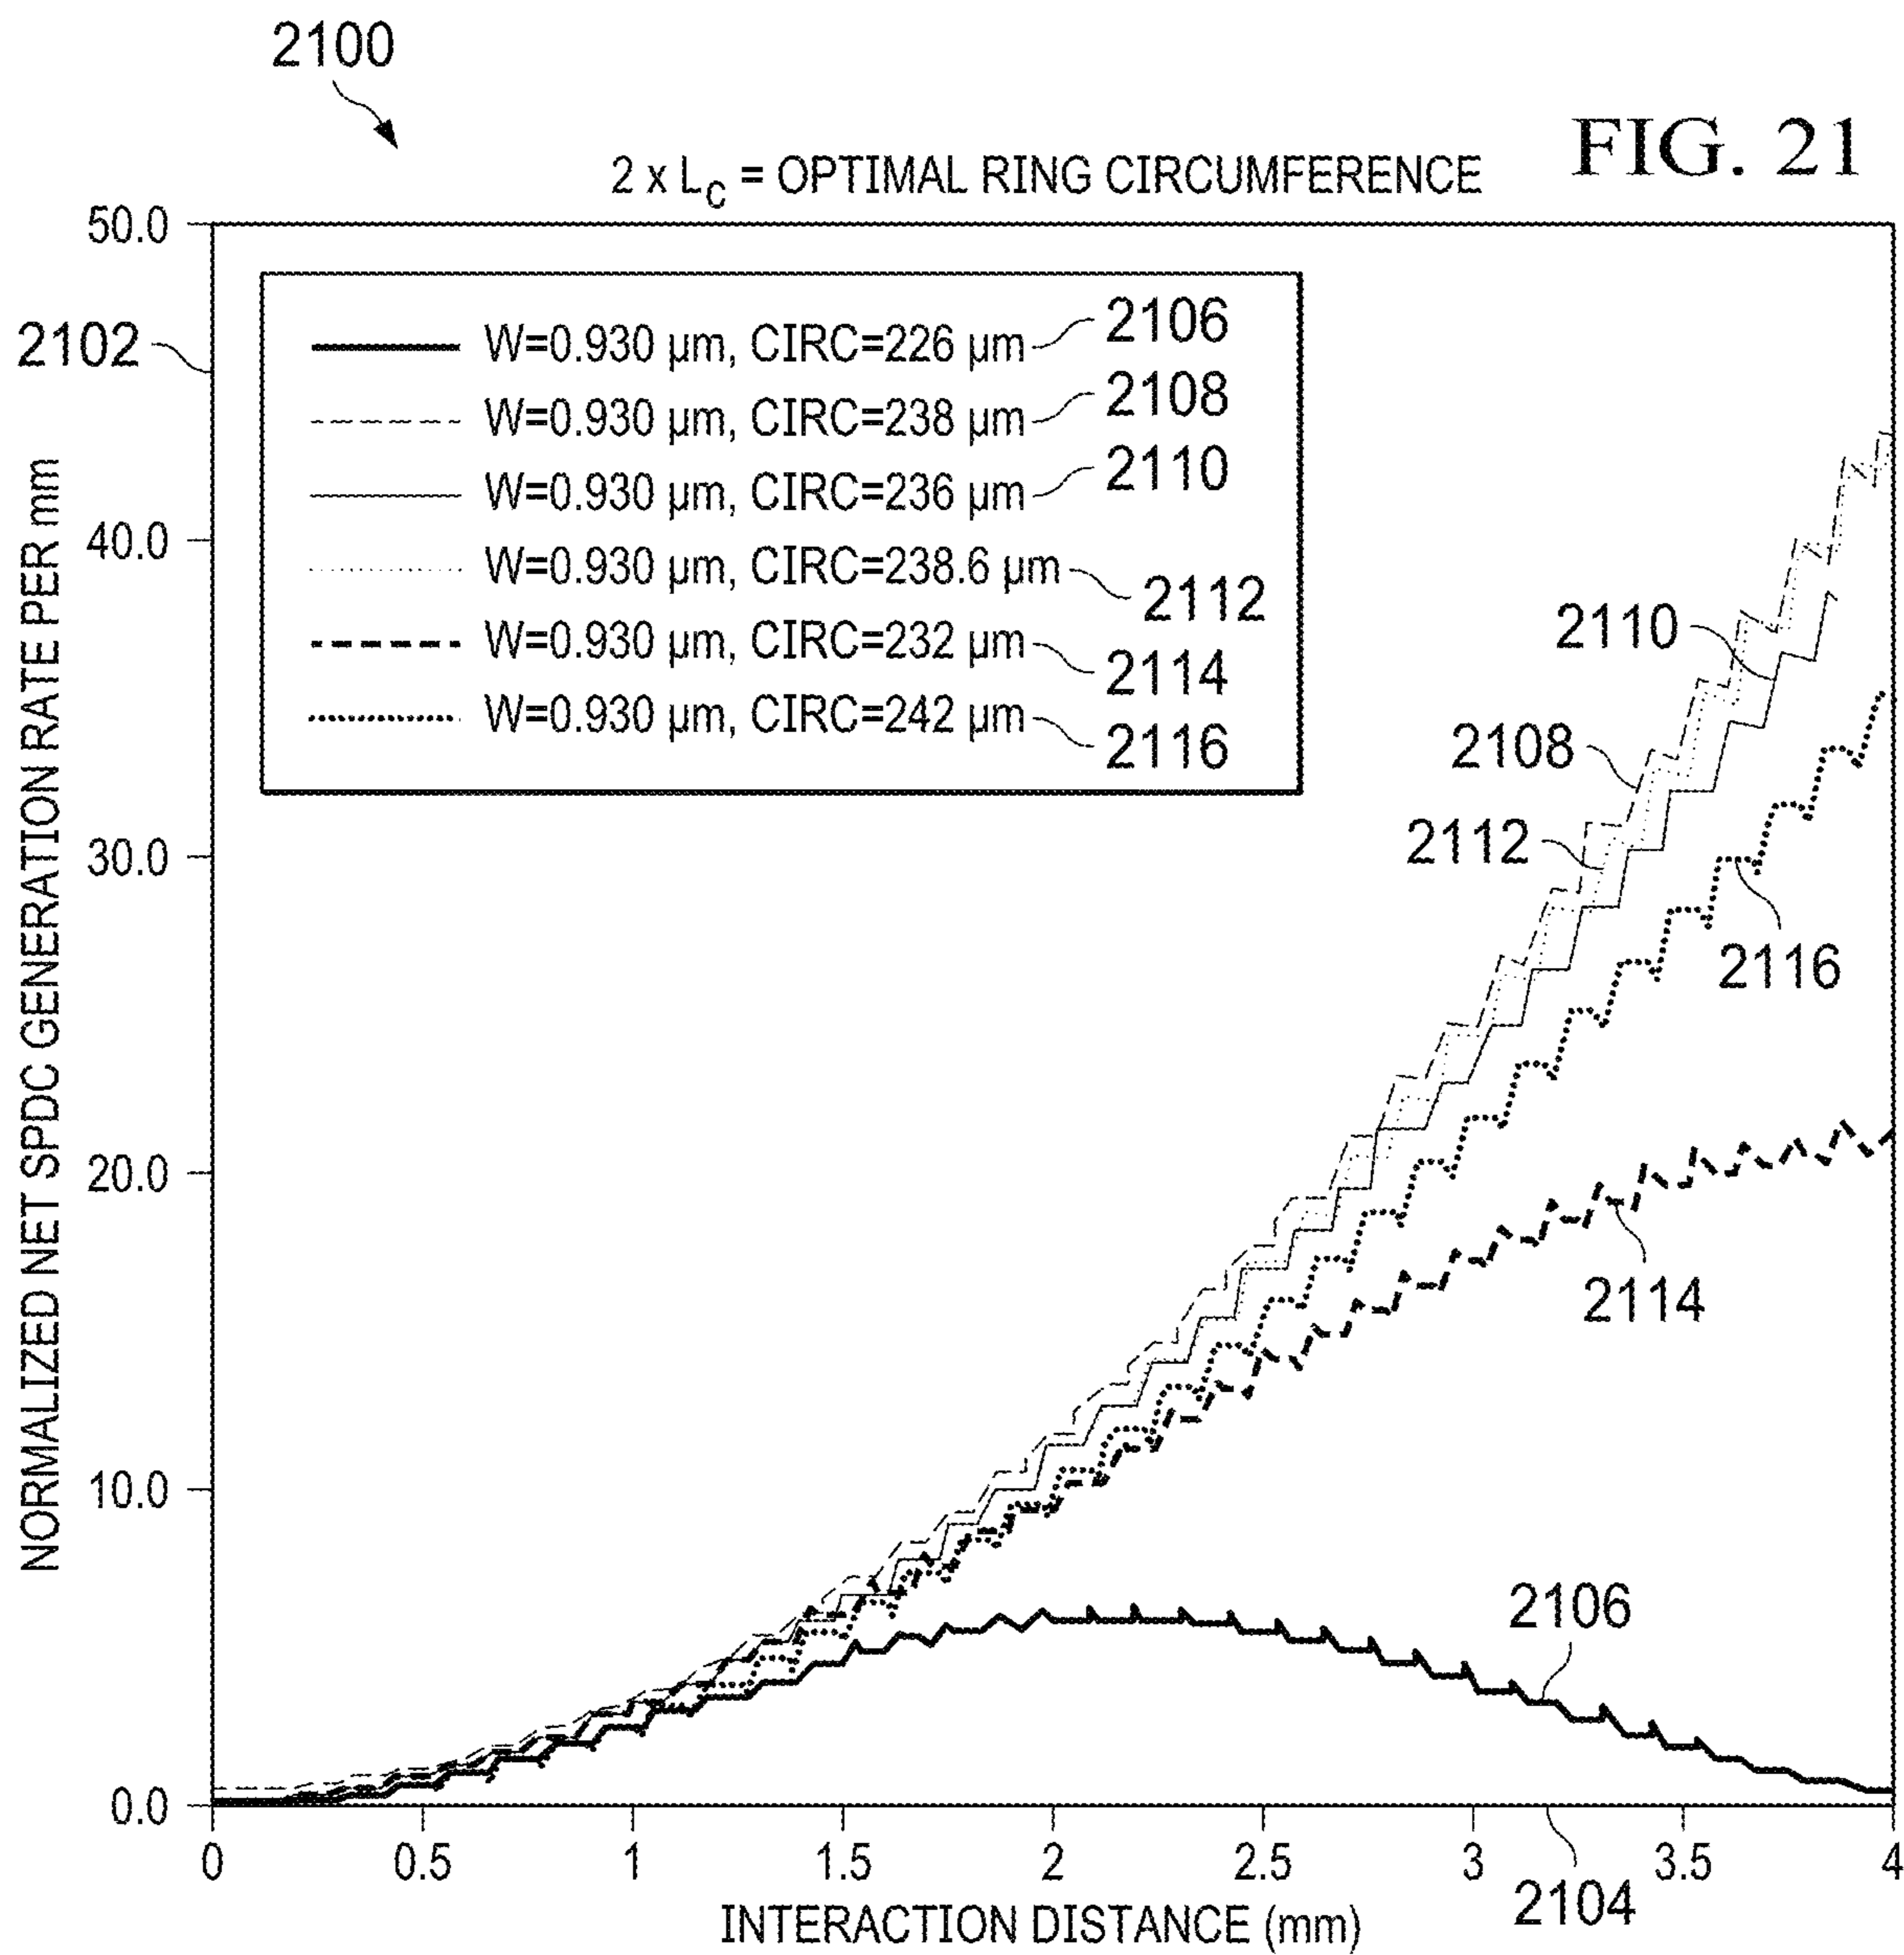 2100
FIG. 21
2 x LC = OPTIMAL RING CIRCUMFERENCE
NORMALIZED NET SPDC GENERATION RATE PER mm
2102
50.0
40.0
30.0
20.0
10.0
0.0
W=0.930 µm, CIRC=226 µm 2106
W=0.930 µm, CIRC=238 µm 2108
W=0.930 µm, CIRC=236 µm 2110
W=0.930 µm, CIRC=238.6 µm 2112
W=0.930 µm, CIRC=232 µm 2114
W=0.930 µm, CIRC=242 µm 2116
2110
2108
2112
2116
2114
2106
0 0.5 1 1.5 2 2.5 3 3.5 4
2104
INTERACTION DISTANCE (mm)